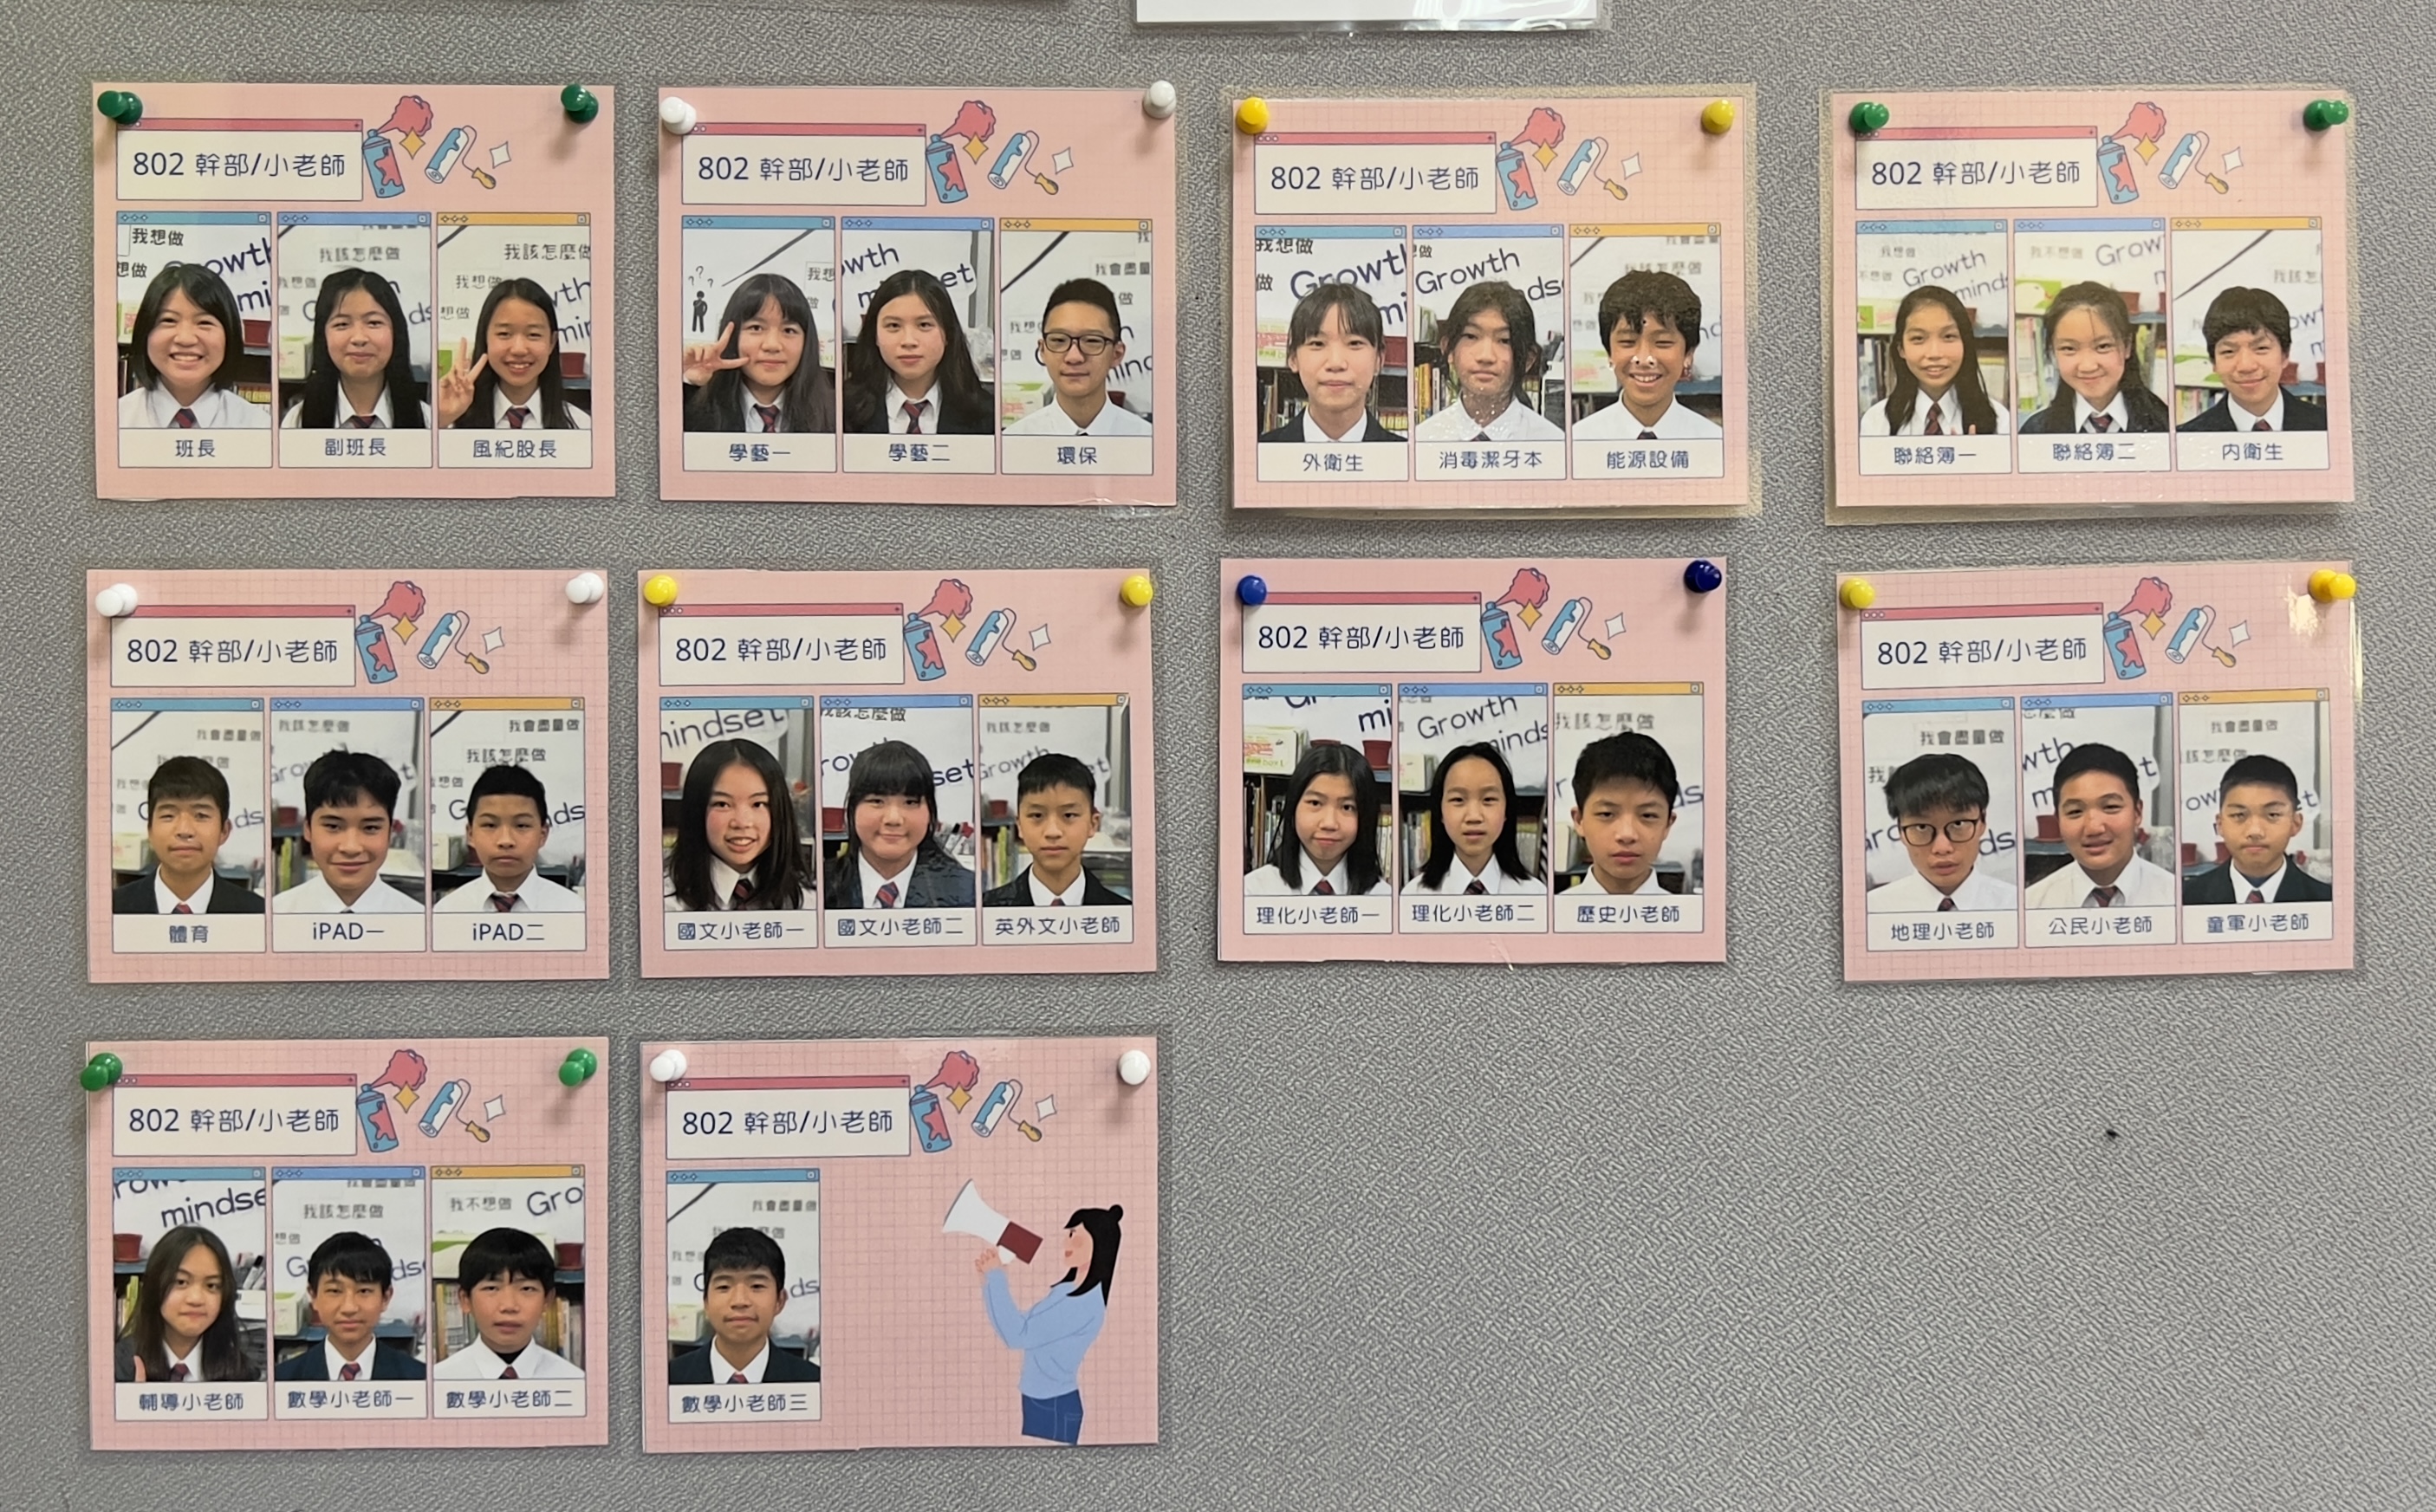 802 幹部/小老師
班長
副班長
風紀股長
802 幹部/小老師
學藝一
學藝二
環保
802 幹部/小老師
外衛生
消毒潔牙本
能源設備
802 幹部/小老師
聯絡簿一
聯絡簿二
內衛生
802 幹部/小老師
體育
iPAD一
iPAD二
802 幹部/小老師
國文小老師一
國文小老師二
英外文小老師
802 幹部/小老師
理化小老師一
理化小老師二
歷史小老師
802 幹部/小老師
地理小老師
公民小老師
童軍小老師
802 幹部/小老師
輔導小老師
數學小老師一
數學小老師二
802 幹部/小老師
數學小老師三